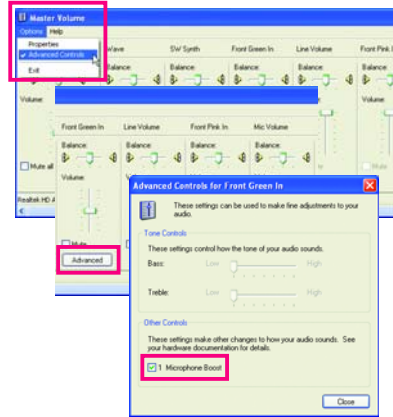 Master Volume
Options Help
Properties
Advanced Controls
Exit
Wave SW Synth Front Green In Line Volume Front Pink I
Balance: Balance: Balance: Balance: Balance:
Volume: Volume:
Mute all Mute
Realtek HD A
Front Green In Line Volume Front Pink In Mic Volume
Balance: Balance: Balance: Balance:
Volume:
Mute
Advanced
Advanced Controls for Front Green In
These settings can be used to make fine adjustments to your
audio.
Tone Controls
These settings control how the tone of your audio sounds.
Bass: Low High
Treble: Low High
Other Controls
These settings make other changes to how your audio sounds. See
your hardware documentation for details.
1 Microphone Boost
Close